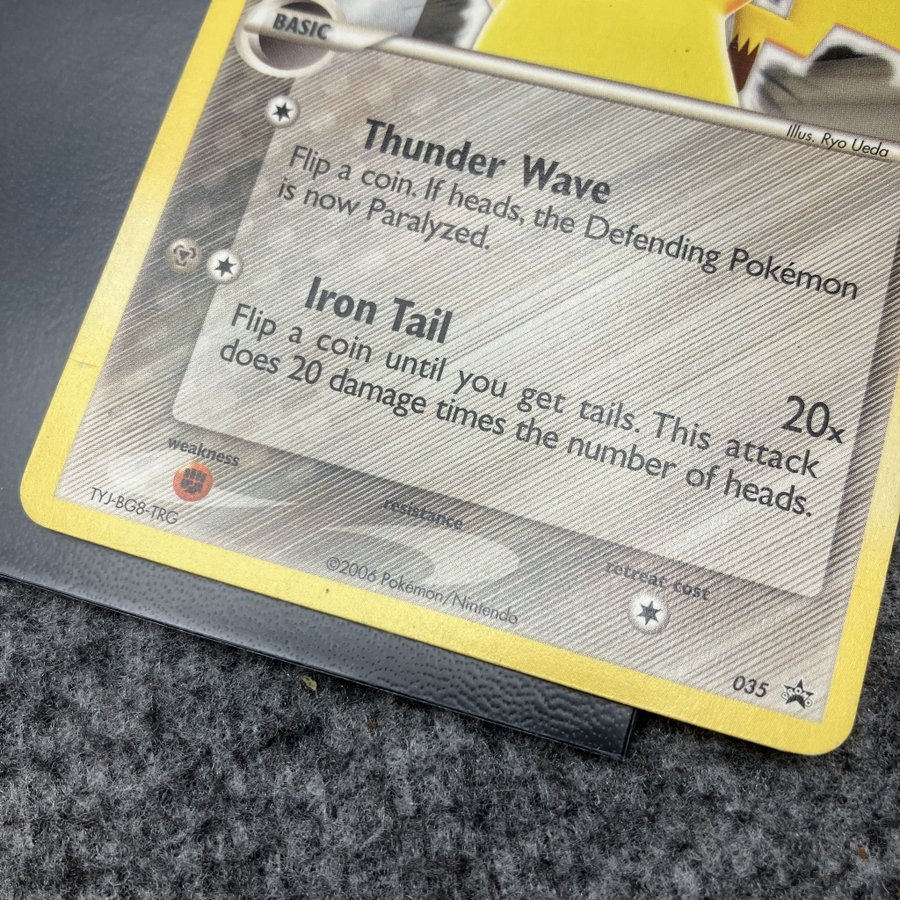 BASIC
Illus. Ryo Ueda
Thunder Wave
Flip a coin. If heads, the Defending Pokémon
is now Paralyzed.
Iron Tail
20x
Flip a coin until you get tails. This attack
does 20 damage times the number of heads.
weakness
resistance
retreat cost
TYJ-BG8-TRG
©2006 Pokémon/Nintendo
035